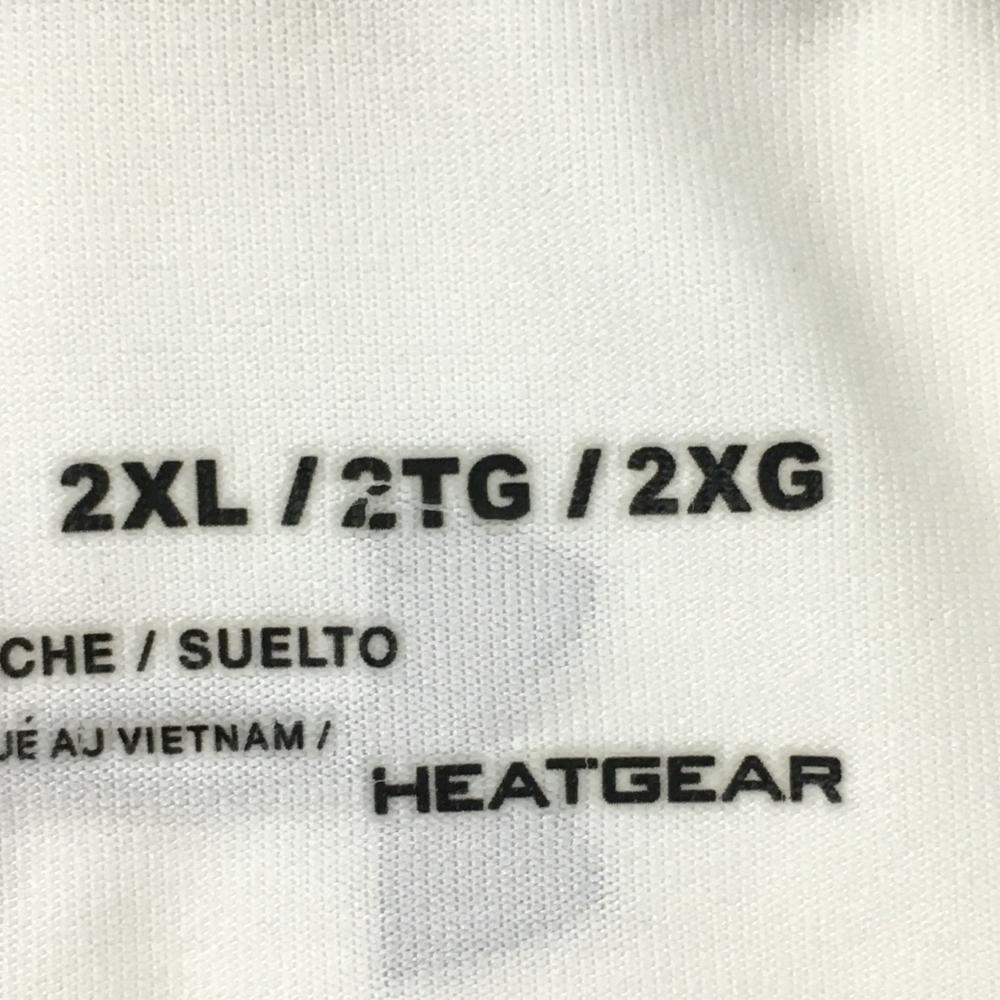 2XL / 2TG / 2XG
CHE / SUELTO
UÉ AU VIETNAM /
HEATGEAR